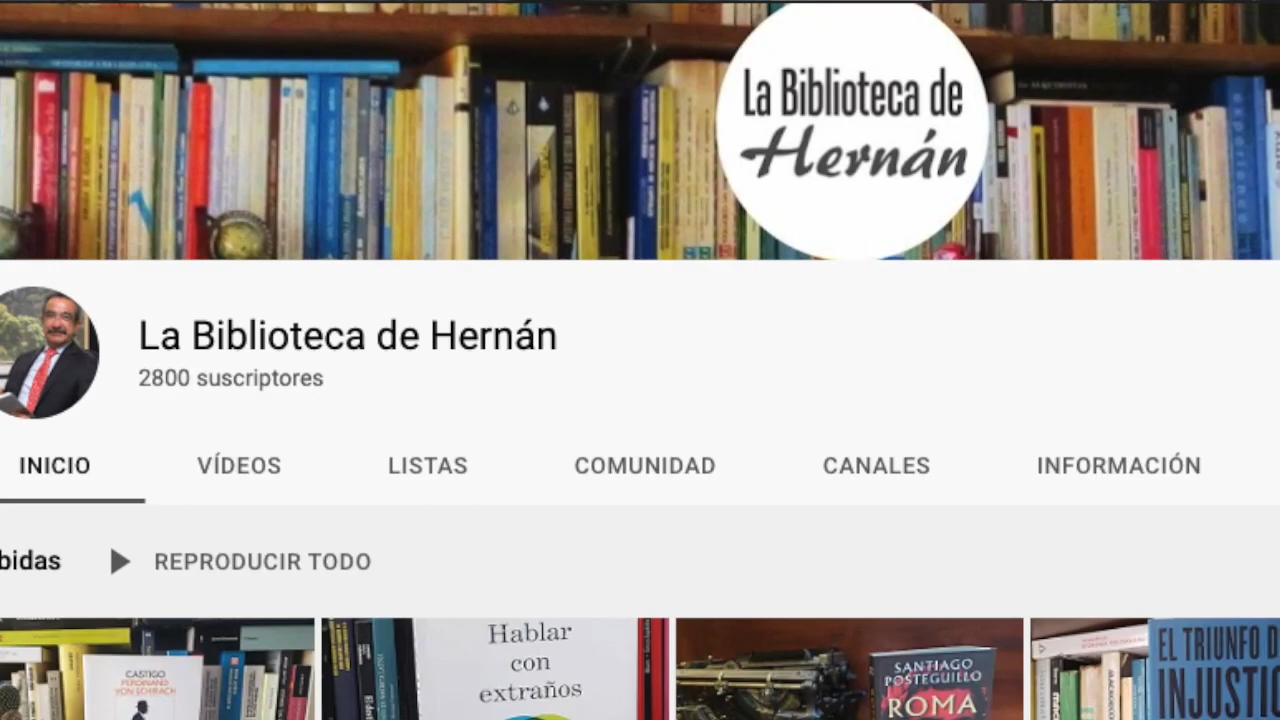 La Biblioteca de
Hernán
La Biblioteca de Hernán
2800 suscriptores
INICIO
VÍDEOS
LISTAS
COMUNIDAD
CANALES
INFORMACIÓN
bidas
REPRODUCIR TODO
CASTIGO
FERDINAND
VON SCHIRACH
Hablar
con
extraños
SANTIAGO
POSTEGUILLO
ROMA
EL TRIUNFO D
INJUSTIC